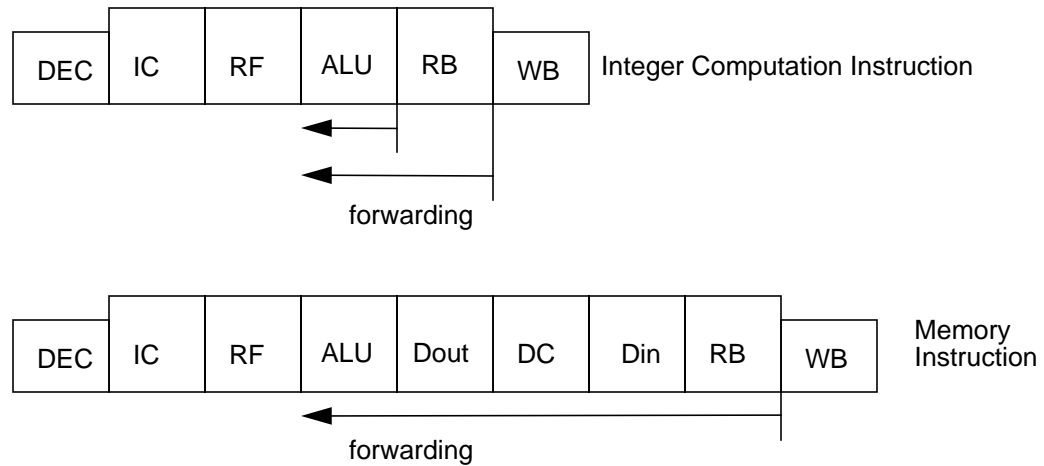 DEC IC RF ALU RB WB Integer Computation Instruction
forwarding
DEC IC RF ALU Dout DC Din RB WB Memory
Instruction
forwarding